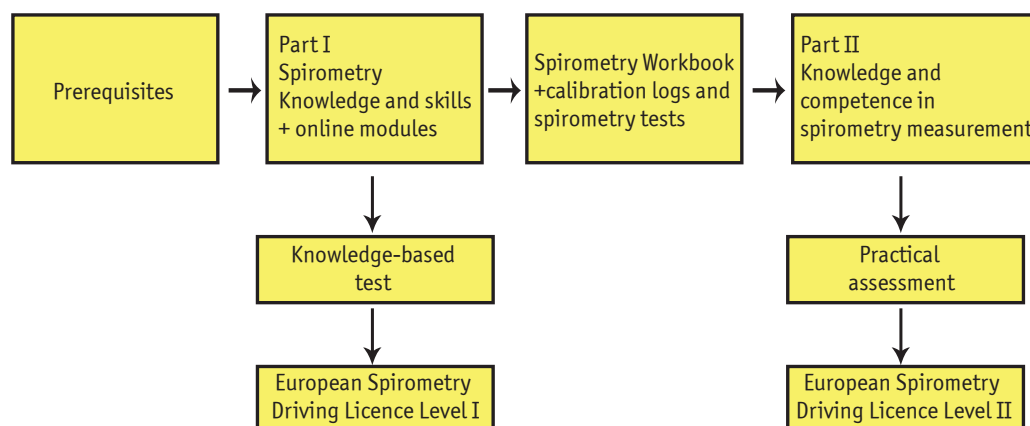 Prerequisites
Part I
Spirometry
Knowledge and skills
+ online modules
Spirometry Workbook
+calibration logs and
spirometry tests
Part II
Knowledge and
competence in
spirometry measurement
Knowledge-based
test
Practical
assessment
European Spirometry
Driving Licence Level I
European Spirometry
Driving Licence Level II